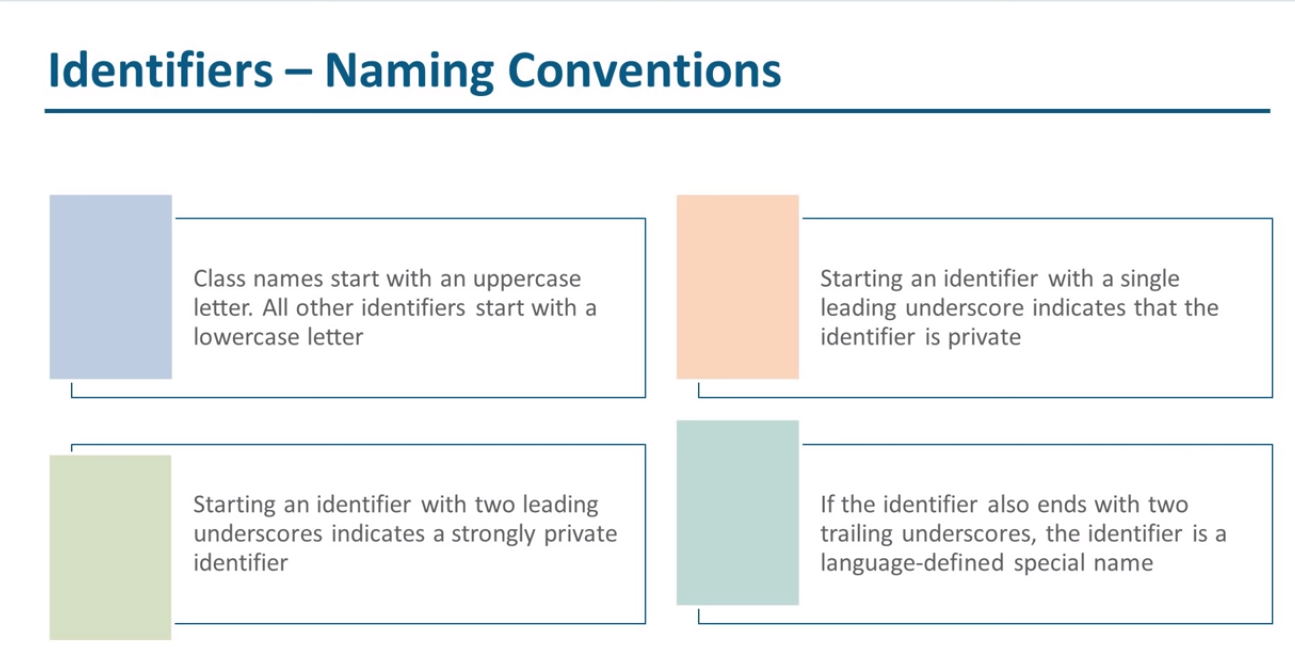 Identifiers – Naming Conventions
Class names start with an uppercase
letter. All other identifiers start with a
lowercase letter
Starting an identifier with a single
leading underscore indicates that the
identifier is private
Starting an identifier with two leading
underscores indicates a strongly private
identifier
If the identifier also ends with two
trailing underscores, the identifier is a
language-defined special name